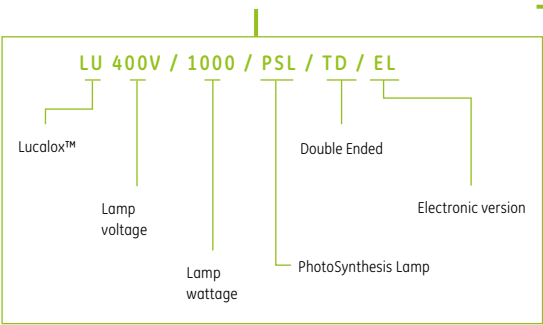 LU 400V / 1000 / PSL / TD / EL
Lucalox™
Double Ended
Lamp
voltage
Electronic version
PhotoSynthesis Lamp
Lamp
wattage